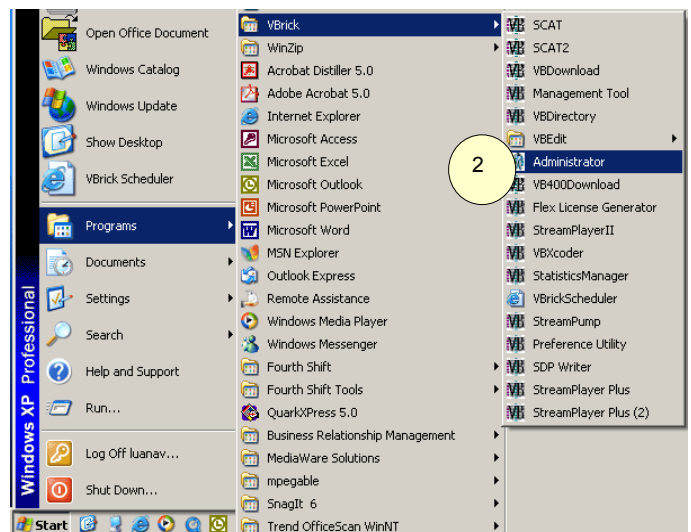 Open Office Document
Windows Catalog
Windows Update
Show Desktop
VBrick Scheduler
Programs
Documents
Settings
Search
Help and Support
Run...
Log Off luanav...
Shut Down...
Windows XP Professional
Start
VBrick
WinZip
Acrobat Distiller 5.0
Adobe Acrobat 5.0
Internet Explorer
Microsoft Access
Microsoft Excel
Microsoft Outlook
Microsoft PowerPoint
Microsoft Word
MSN Explorer
Outlook Express
Remote Assistance
Windows Media Player
Windows Messenger
Fourth Shift
Fourth Shift Tools
QuarkXPress 5.0
Business Relationship Management
MediaWare Solutions
mpegable
SnagIt 6
Trend OfficeScan WinNT
SCAT
SCAT2
VBDownload
Management Tool
VBDirectory
VBEdit
2
Administrator
VB400Download
Flex License Generator
StreamPlayerII
VBXcoder
StatisticsManager
VBrickScheduler
StreamPump
Preference Utility
SDP Writer
StreamPlayer Plus
StreamPlayer Plus (2)